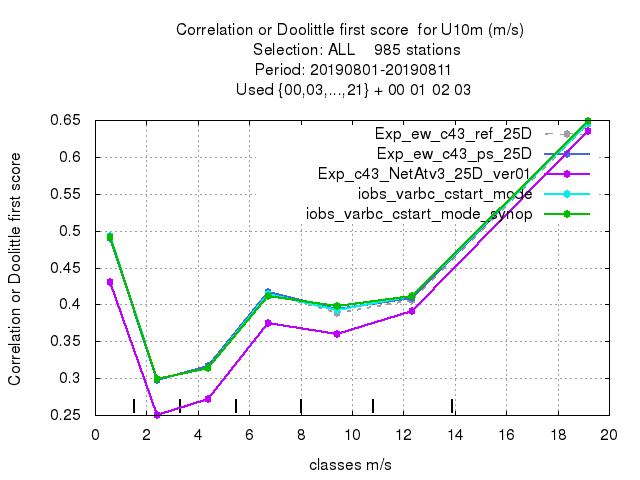 Correlation or Doolittle first score  for U10m (m/s)
Selection: ALL    985 stations
Period: 20190801-20190811
Used {00,03,...,21} + 00 01 02 03
Correlation or Doolittle first score
0.65
0.6
0.55
0.5
0.45
0.4
0.35
0.3
0.25
Exp_ew_c43_ref_25D
Exp_ew_c43_ps_25D
Exp_c43_NetAtv3_25D_ver01
iobs_varbc_cstart_mode
iobs_varbc_cstart_mode_synop
0 2 4 6 8 10 12 14 16 18 20
classes m/s